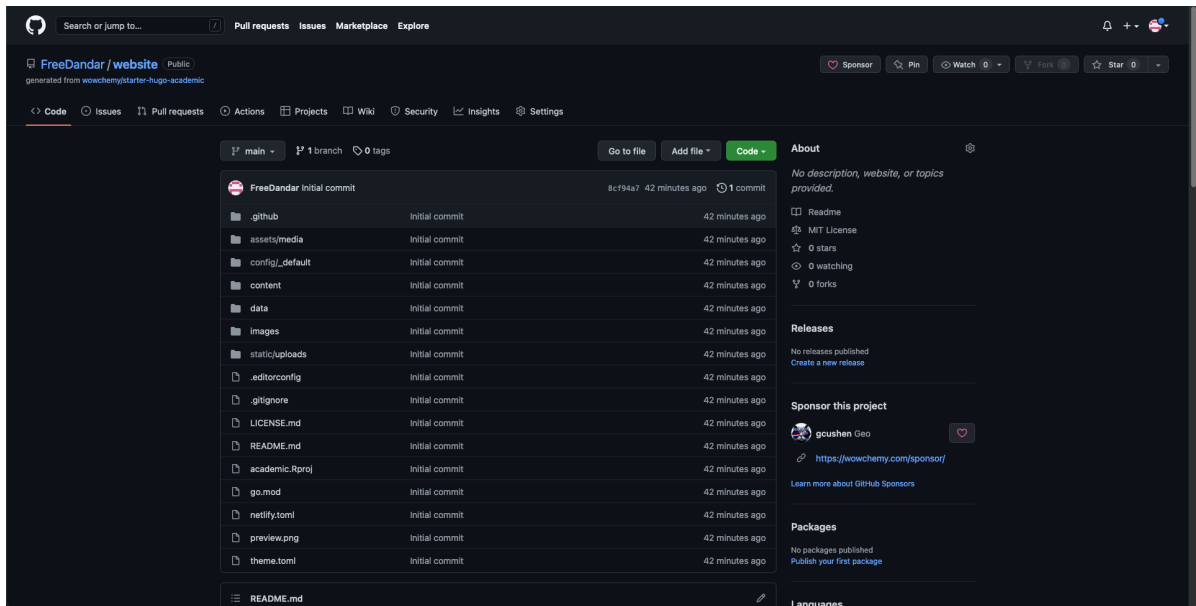 Search or jump to... / Pull requests Issues Marketplace Explore
FreeDandar / website Public
generated from wowchemy/starter-hugo-academic
Sponsor Pin Watch 0 Fork 0 Star 0
Code Issues Pull requests Actions Projects Wiki Security Insights Settings
main 1 branch 0 tags
Go to file Add file Code
FreeDandar Initial commit 8cf94a7 42 minutes ago 1 commit
.github Initial commit 42 minutes ago
assets/media Initial commit 42 minutes ago
config/_default Initial commit 42 minutes ago
content Initial commit 42 minutes ago
data Initial commit 42 minutes ago
images Initial commit 42 minutes ago
static/uploads Initial commit 42 minutes ago
.editorconfig Initial commit 42 minutes ago
.gitignore Initial commit 42 minutes ago
LICENSE.md Initial commit 42 minutes ago
README.md Initial commit 42 minutes ago
academic.Rproj Initial commit 42 minutes ago
go.mod Initial commit 42 minutes ago
netlify.toml Initial commit 42 minutes ago
preview.png Initial commit 42 minutes ago
theme.toml Initial commit 42 minutes ago
README.md
About
No description, website, or topics
provided.
Readme
MIT License
0 stars
0 watching
0 forks
Releases
No releases published
Create a new release
Sponsor this project
gcushen Geo
https://wowchemy.com/sponsor/
Learn more about GitHub Sponsors
Packages
No packages published
Publish your first package
Languages